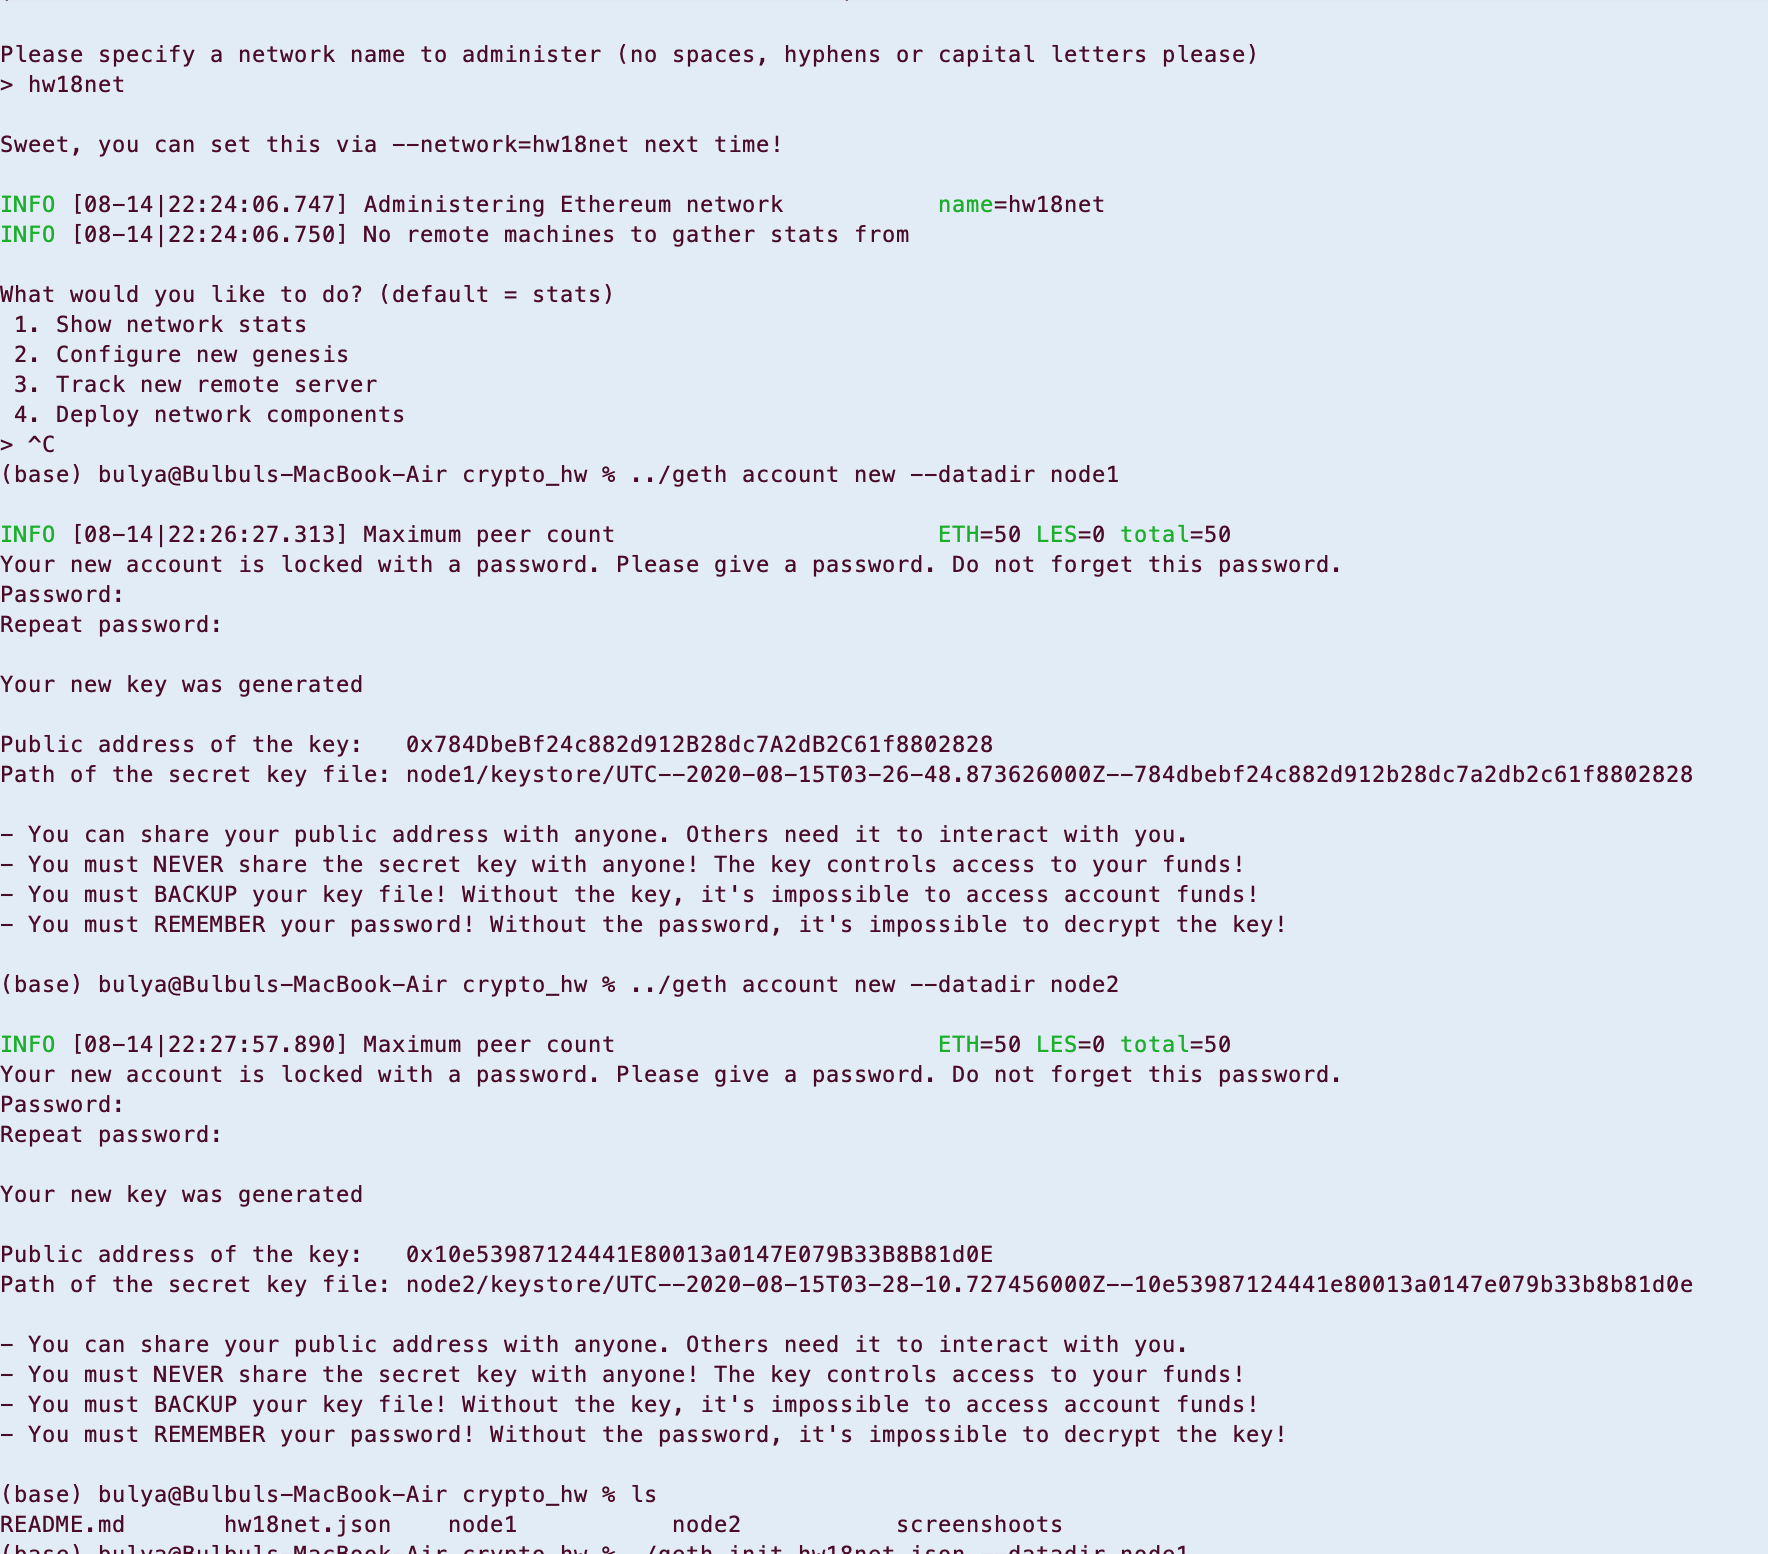 Please specify a network name to administer (no spaces, hyphens or capital letters please)
> hw18net
Sweet, you can set this via --network=hw18net next time!
INFO [08-14|22:24:06.747] Administering Ethereum network name=hw18net
INFO [08-14|22:24:06.750] No remote machines to gather stats from
What would you like to do? (default = stats)
1. Show network stats
2. Configure new genesis
3. Track new remote server
4. Deploy network components
> ^C
(base) bulya@Bulbuls-MacBook-Air crypto_hw % ../geth account new --datadir node1
INFO [08-14|22:26:27.313] Maximum peer count ETH=50 LES=0 total=50
Your new account is locked with a password. Please give a password. Do not forget this password.
Password:
Repeat password:
Your new key was generated
Public address of the key: 0x784DbeBf24c882d912B28dc7A2dB2C61f8802828
Path of the secret key file: node1/keystore/UTC--2020-08-15T03-26-48.873626000Z--784dbebf24c882d912b28dc7a2db2c61f8802828
- You can share your public address with anyone. Others need it to interact with you.
- You must NEVER share the secret key with anyone! The key controls access to your funds!
- You must BACKUP your key file! Without the key, it's impossible to access account funds!
- You must REMEMBER your password! Without the password, it's impossible to decrypt the key!
(base) bulya@Bulbuls-MacBook-Air crypto_hw % ../geth account new --datadir node2
INFO [08-14|22:27:57.890] Maximum peer count ETH=50 LES=0 total=50
Your new account is locked with a password. Please give a password. Do not forget this password.
Password:
Repeat password:
Your new key was generated
Public address of the key: 0x10e53987124441E80013a0147E079B33B8B81d0E
Path of the secret key file: node2/keystore/UTC--2020-08-15T03-28-10.727456000Z--10e53987124441e80013a0147e079b33b8b81d0e
- You can share your public address with anyone. Others need it to interact with you.
- You must NEVER share the secret key with anyone! The key controls access to your funds!
- You must BACKUP your key file! Without the key, it's impossible to access account funds!
- You must REMEMBER your password! Without the password, it's impossible to decrypt the key!
(base) bulya@Bulbuls-MacBook-Air crypto_hw % ls
README.md hw18net.json node1 node2 screenshoots
(base) bulya@Bulbuls-MacBook-Air crypto_hw % ../geth init hw18net.json --datadir node1